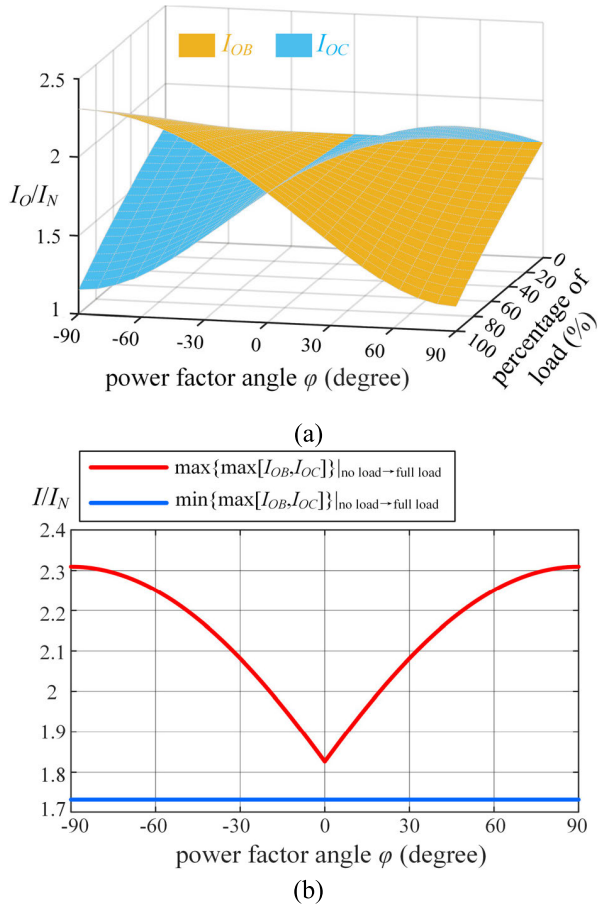 I_OB I_OC
2.5
2
I_O/I_N
1.5
1
-90 -60 -30 0 30 60 90
0
20
40
60
80
100
percentage of
load (%)
power factor angle φ (degree)
(a)
max{max[I_OB,I_OC]}|no load→full load
min{max[I_OB,I_OC]}|no load→full load
I/I_N
2.4
2.3
2.2
2.1
2
1.9
1.8
1.7
-90 -60 -30 0 30 60 90
power factor angle φ (degree)
(b)